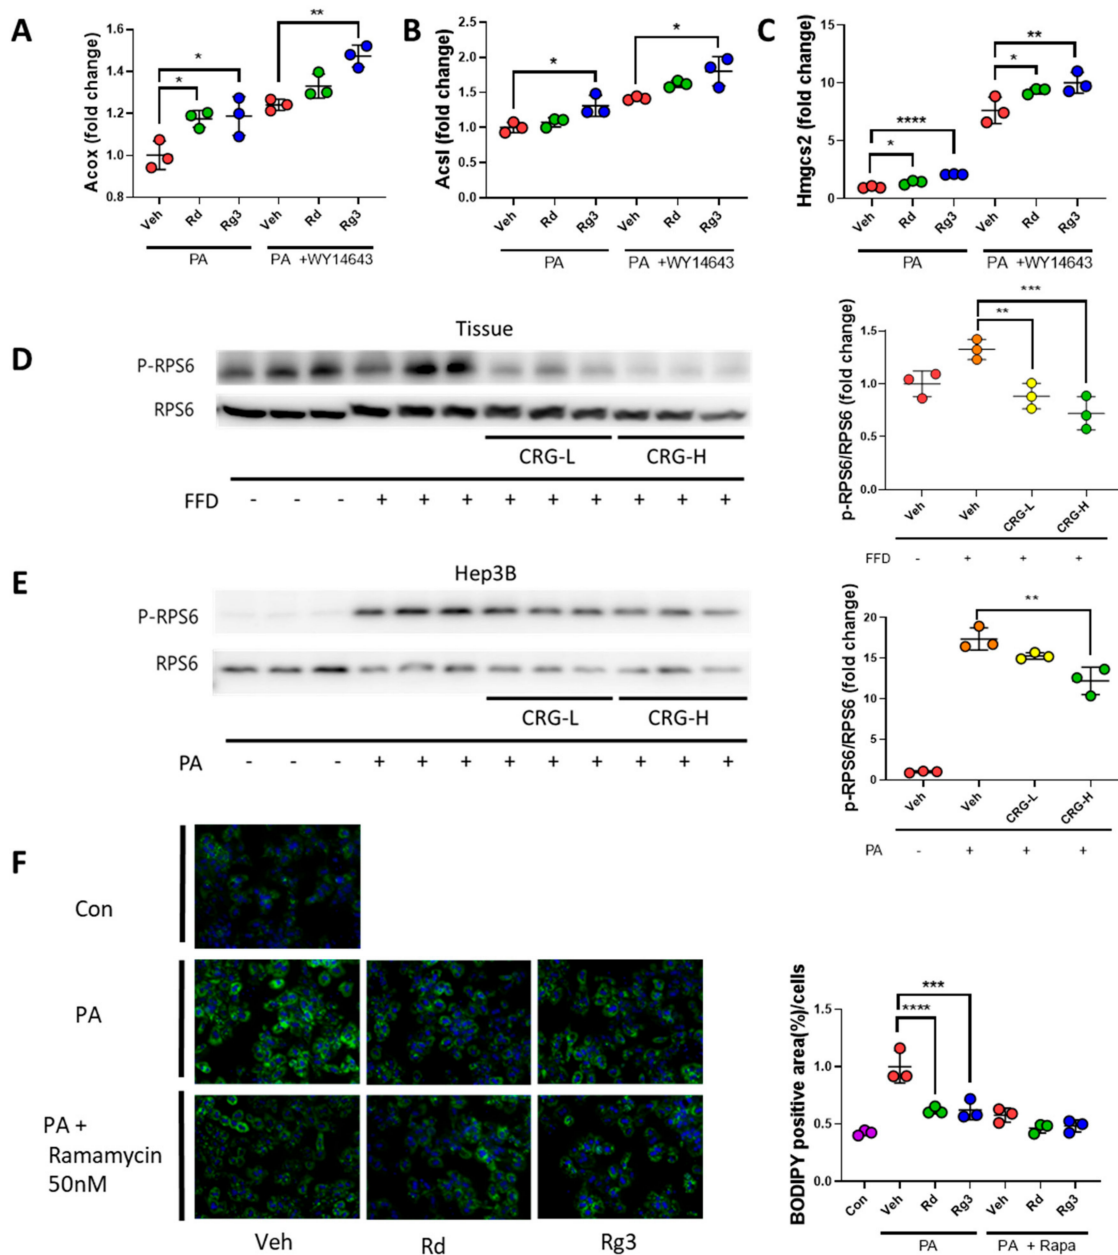 A
Acox (fold change)
1.6
1.4
1.2
1.0
0.8
*
*
**
Veh
Rd
Rg3
Veh
Rd
Rg3
PA
PA +WY14643
B
Acsl (fold change)
2.5
2.0
1.5
1.0
0.5
0.0
*
*
Veh
Rd
Rg3
Veh
Rd
Rg3
PA
PA +WY14643
C
Hmgcs2 (fold change)
15
10
5
0
****
*
**
*
Veh
Rd
Rg3
Veh
Rd
Rg3
PA
PA +WY14643
D
Tissue
P-RPS6
RPS6
CRG-L
CRG-H
FFD - - - + + + + + + + + +
p-RPS6/RPS6 (fold change)
1.5
1.0
0.5
0.0
***
**
Veh
Veh
CRG-L
CRG-H
FFD - + + +
E
Hep3B
P-RPS6
RPS6
CRG-L
CRG-H
PA - - - + + + + + + + + +
p-RPS6/RPS6 (fold change)
20
15
10
5
0
**
Veh
Veh
CRG-L
CRG-H
PA - + + +
F
Con
PA
PA +
Ramamycin
50nM
Veh
Rd
Rg3
BODIPY positive area(%)/cells
1.5
1.0
0.5
0.0
***
****
Con
Veh
Rd
Rg3
Veh
Rd
Rg3
PA
PA + Rapa